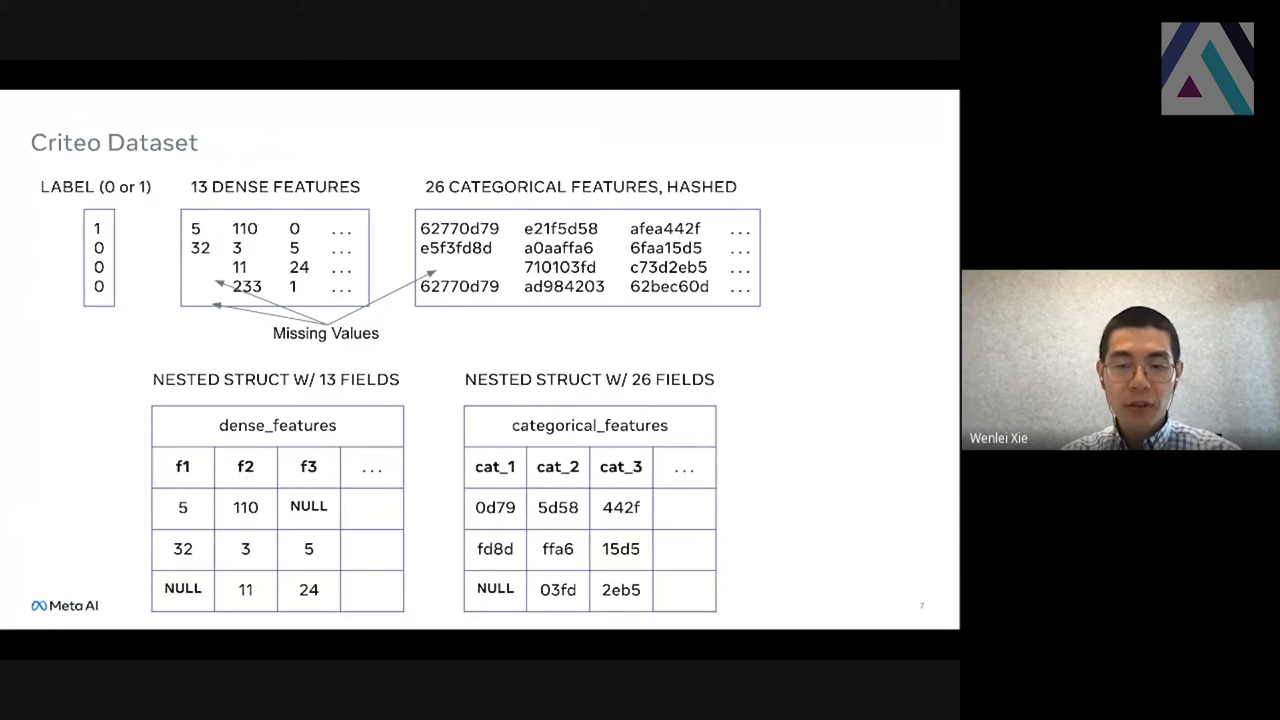 Criteo Dataset
LABEL (0 or 1)
13 DENSE FEATURES
26 CATEGORICAL FEATURES, HASHED
1
0
0
0
5 110 0 ...
32 3 5 ...
11 24 ...
233 1 ...
62770d79 e21f5d58 afea442f ...
e5f3fd8d a0aaffa6 6faa15d5 ...
710103fd c73d2eb5 ...
62770d79 ad984203 62bec60d ...
Missing Values
NESTED STRUCT W/ 13 FIELDS
dense_features
f1 f2 f3 ...
5 110 NULL
32 3 5
NULL 11 24
NESTED STRUCT W/ 26 FIELDS
categorical_features
cat_1 cat_2 cat_3 ...
0d79 5d58 442f
fd8d ffa6 15d5
NULL 03fd 2eb5
Meta AI
7
Wenlei Xie